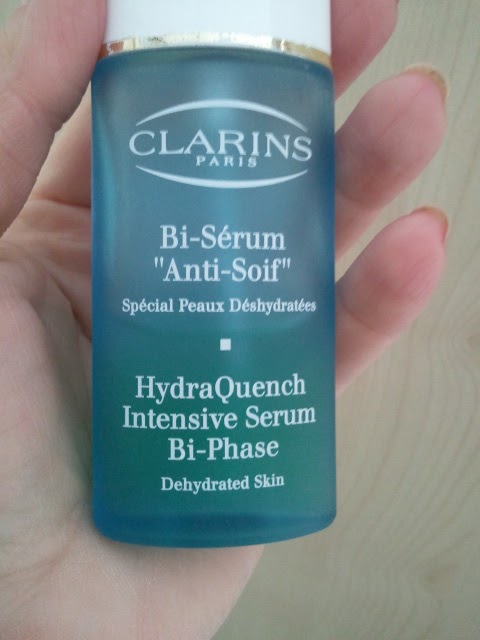 CLARINS
PARIS
Bi-Sérum
"Anti-Soif"
Spécial Peaux Déshydratées
HydraQuench
Intensive Serum
Bi-Phase
Dehydrated Skin